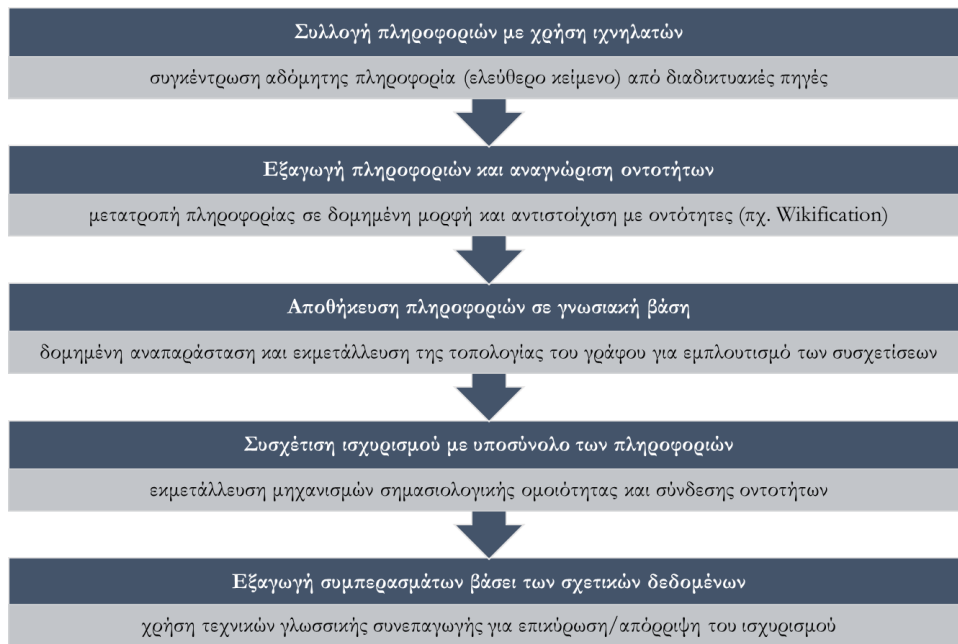 Συλλογή πληροφοριών με χρήση ιχνηλατών
συγκέντρωση αδόμητης πληροφορία (ελεύθερο κείμενο) από διαδικτυακές πηγές
Εξαγωγή πληροφοριών και αναγνώριση οντοτήτων
μετατροπή πληροφορίας σε δομημένη μορφή και αντιστοίχιση με οντότητες (πχ. Wikification)
Αποθήκευση πληροφοριών σε γνωσιακή βάση
δομημένη αναπαράσταση και εκμετάλλευση της τοπολογίας του γράφου για εμπλουτισμό των συσχετίσεων
Συσχέτιση ισχυρισμού με υποσύνολο των πληροφοριών
εκμετάλλευση μηχανισμών σημασιολογικής ομοιότητας και σύνδεσης οντοτήτων
Εξαγωγή συμπερασμάτων βάσει των σχετικών δεδομένων
χρήση τεχνικών γλωσσικής συνεπαγωγής για επικύρωση/απόρριψη του ισχυρισμού